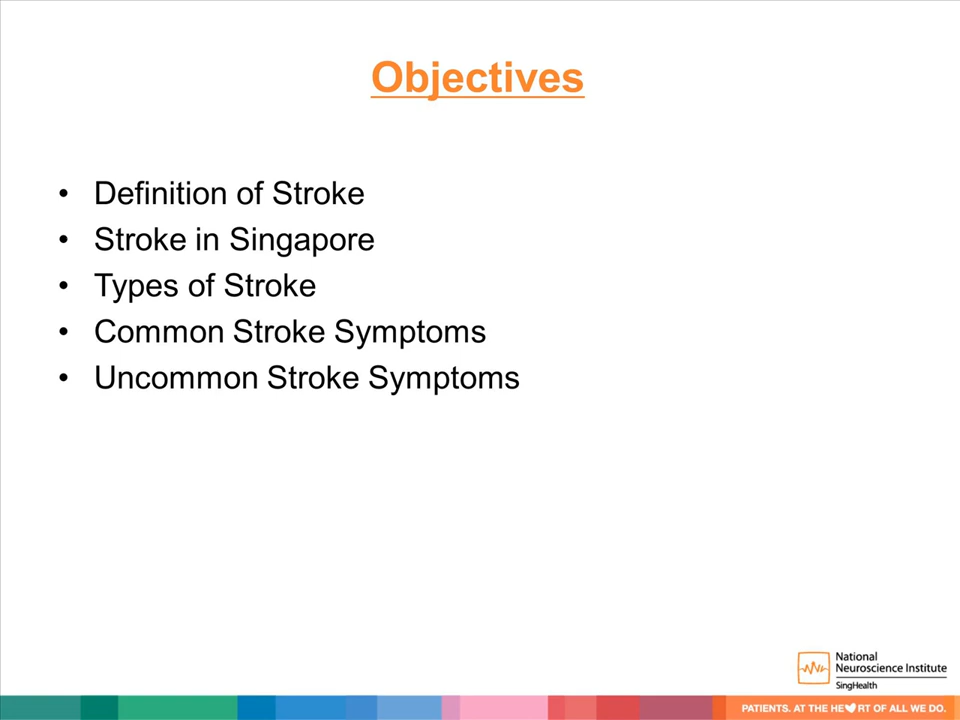 Objectives
• Definition of Stroke
• Stroke in Singapore
• Types of Stroke
• Common Stroke Symptoms
• Uncommon Stroke Symptoms
National
Neuroscience Institute
SingHealth
PATIENTS. AT THE HE♥RT OF ALL WE DO.